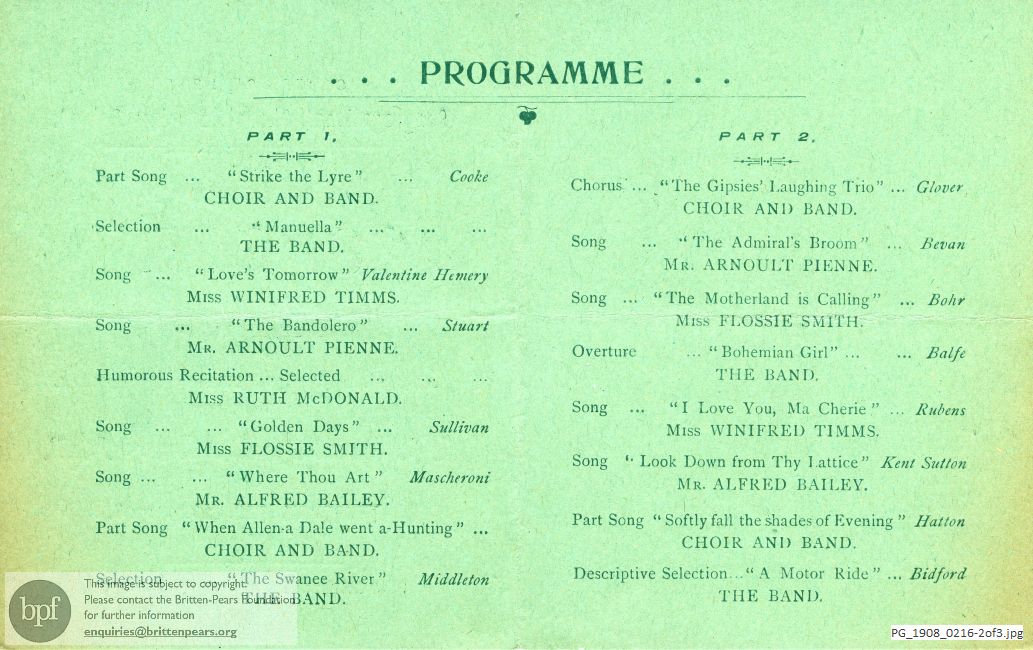 . . . PROGRAMME . . .
PART 1.
Part Song ... "Strike the Lyre" ... Cooke
CHOIR AND BAND.
Selection ... "Manuella" ... ... ...
THE BAND.
Song ... "Love's Tomorrow" Valentine Hemery
Miss WINIFRED TIMMS.
Song ... "The Bandolero" ... Stuart
Mr. ARNOULT PIENNE.
Humorous Recitation ... Selected ... ... ...
Miss RUTH McDONALD.
Song ... ... "Golden Days" ... Sullivan
Miss FLOSSIE SMITH.
Song ... ... "Where Thou Art" Mascheroni
Mr. ALFRED BAILEY.
Part Song "When Allen-a Dale went a-Hunting" ...
CHOIR AND BAND.
Selection ... "The Swanee River" Middleton
THE BAND.
PART 2.
Chorus ... "The Gipsies' Laughing Trio" ... Glover
CHOIR AND BAND.
Song ... "The Admiral's Broom" ... Bevan
Mr. ARNOULT PIENNE.
Song ... "The Motherland is Calling" ... Bohr
Miss FLOSSIE SMITH.
Overture ... "Bohemian Girl" ... ... Balfe
THE BAND.
Song ... "I Love You, Ma Cherie" ... Rubens
Miss WINIFRED TIMMS.
Song "Look Down from Thy Lattice" Kent Sutton
Mr. ALFRED BAILEY.
Part Song "Softly fall the shades of Evening" Hatton
CHOIR AND BAND.
Descriptive Selection... "A Motor Ride" ... Bidford
THE BAND.
bpf
This image is subject to copyright.
Please contact the Britten-Pears Foundation
for further information
enquiries@brittenpears.org
PG_1908_0216-2of3.jpg